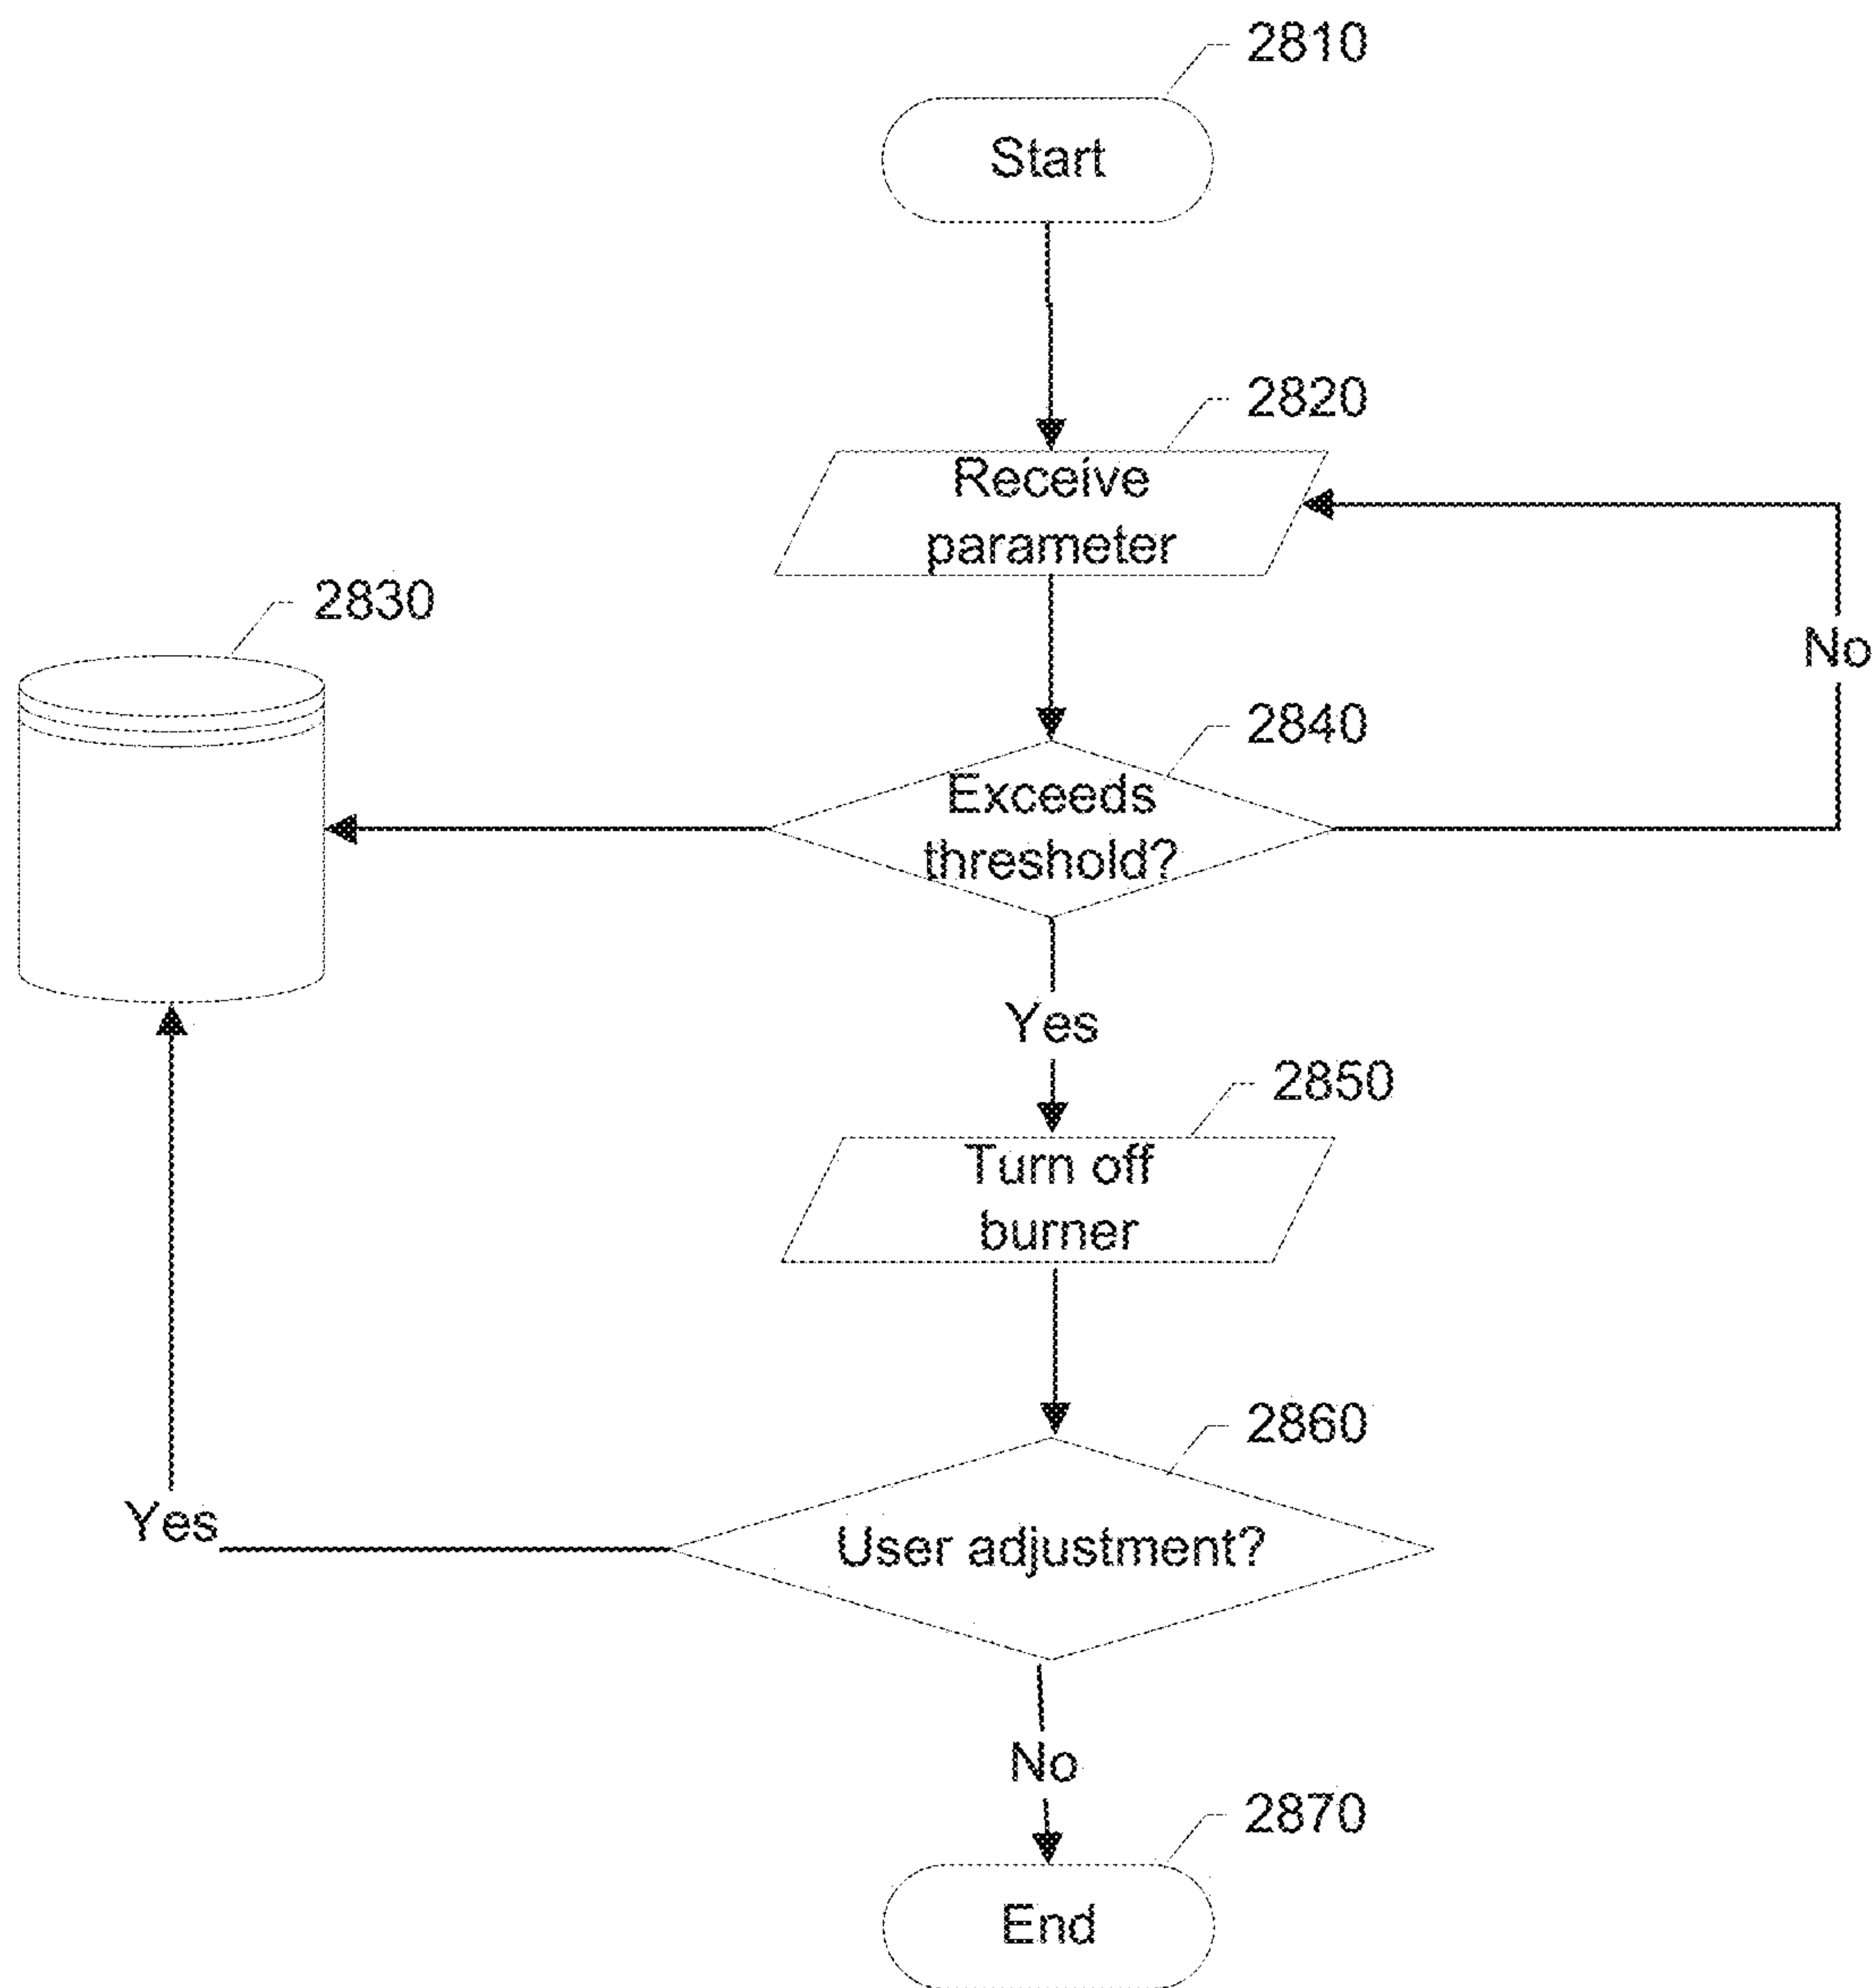 2810
Start
2820
Receive
parameter
2830
No
2840
Exceeds
threshold?
Yes
2850
Turn off
burner
2860
Yes
User adjustment?
No
2870
End